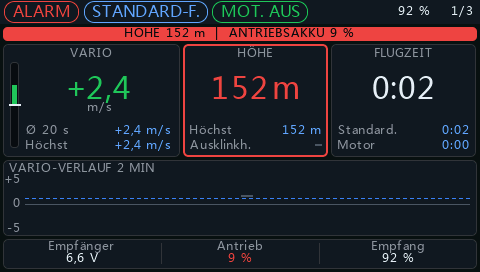 ALARM STANDARD-F. MOT. AUS 92 % 1/3
HÖHE 152 m | ANTRIEBSAKKU 9 %
VARIO HÖHE FLUGZEIT
+2,4 152 m 0:02
m/s
Ø 20 s +2,4 m/s Höchst 152 m Standard. 0:02
Höchst +2,4 m/s Ausklinkh. – Motor 0:00
VARIO-VERLAUF 2 MIN
+5
0
-5
Empfänger Antrieb Empfang
6,6 V 9 % 92 %